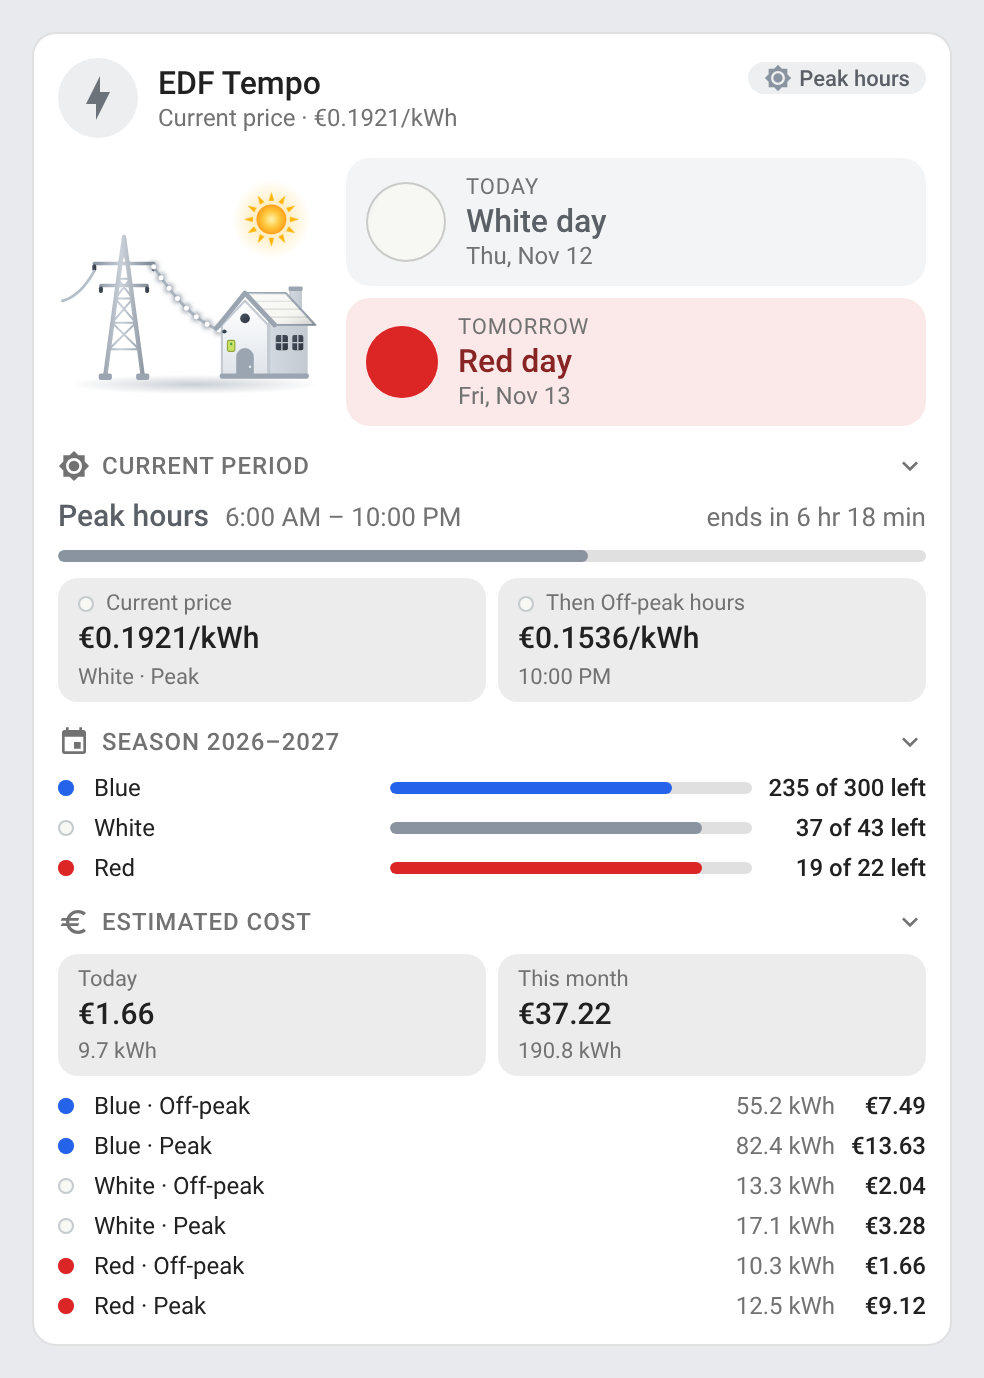 EDF Tempo
Current price · €0.1921/kWh
Peak hours
TODAY
White day
Thu, Nov 12
TOMORROW
Red day
Fri, Nov 13
CURRENT PERIOD
Peak hours 6:00 AM – 10:00 PM ends in 6 hr 18 min
Current price
€0.1921/kWh
White · Peak
Then Off-peak hours
€0.1536/kWh
10:00 PM
SEASON 2026–2027
Blue 235 of 300 left
White 37 of 43 left
Red 19 of 22 left
ESTIMATED COST
Today
€1.66
9.7 kWh
This month
€37.22
190.8 kWh
Blue · Off-peak 55.2 kWh €7.49
Blue · Peak 82.4 kWh €13.63
White · Off-peak 13.3 kWh €2.04
White · Peak 17.1 kWh €3.28
Red · Off-peak 10.3 kWh €1.66
Red · Peak 12.5 kWh €9.12